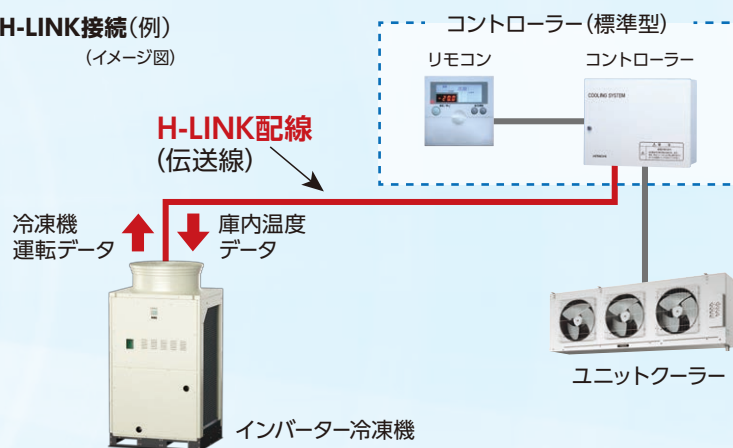 H-LINK接続(例)
(イメージ図)
コントローラー(標準型)
リモコン
コントローラー
COOLING SYSTEM
HITACHI
H-LINK配線
(伝送線)
冷凍機
運転データ
庫内温度
データ
ユニットクーラー
インバーター冷凍機